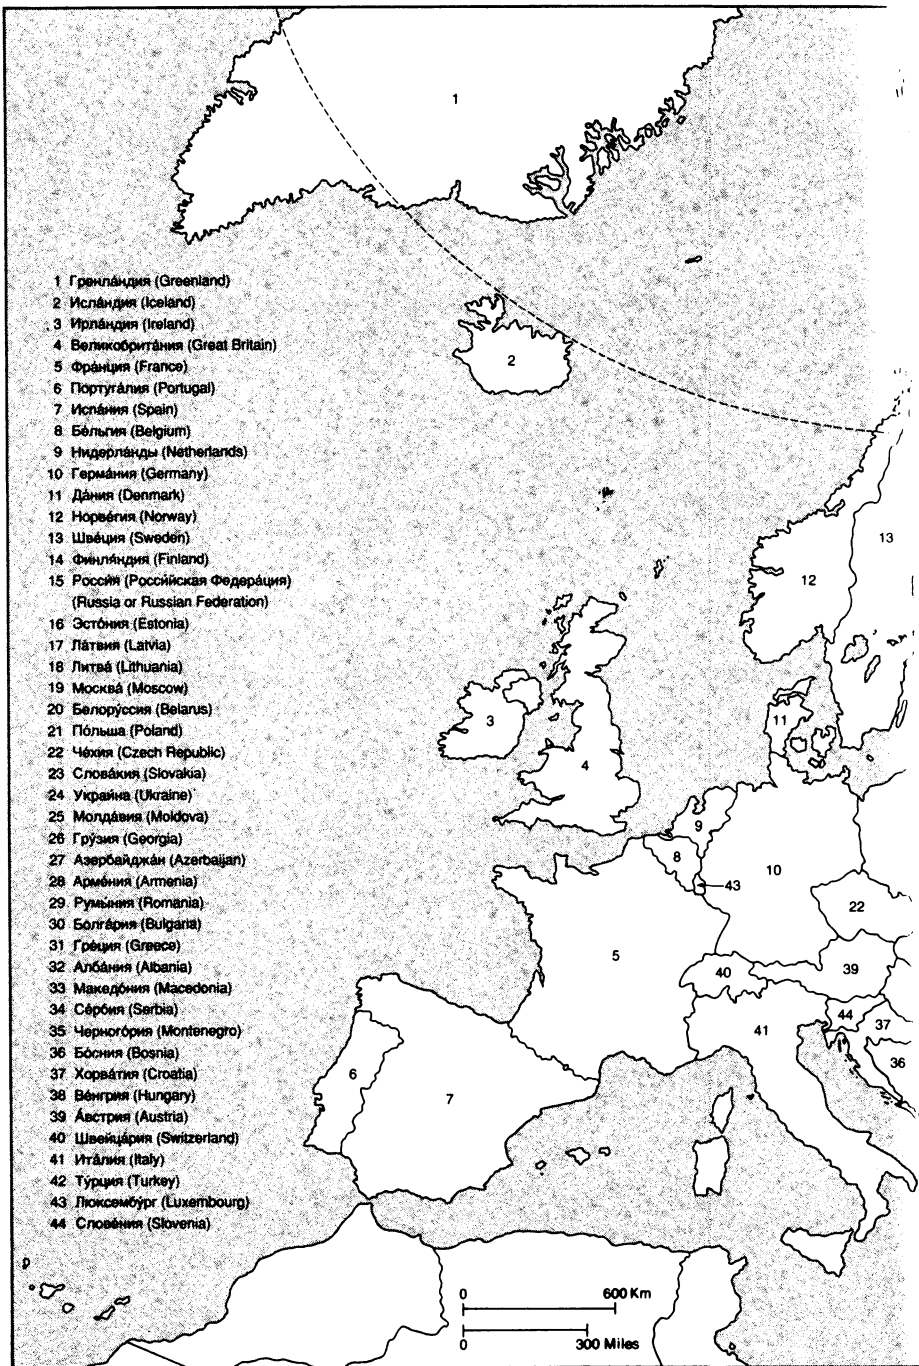 1 Гренла́ндия (Greenland)
2 Исла́ндия (Iceland)
3 Ирла́ндия (Ireland)
4 Великобрита́ния (Great Britain)
5 Фра́нция (France)
6 Португа́лия (Portugal)
7 Испа́ния (Spain)
8 Бе́льгия (Belgium)
9 Нидерла́нды (Netherlands)
10 Герма́ния (Germany)
11 Да́ния (Denmark)
12 Норве́гия (Norway)
13 Шве́ция (Sweden)
14 Финля́ндия (Finland)
15 Росси́я (Росси́йская Федера́ция)
(Russia or Russian Federation)
16 Эсто́ния (Estonia)
17 Ла́твия (Latvia)
18 Литва́ (Lithuania)
19 Москва́ (Moscow)
20 Белору́ссия (Belarus)
21 По́льша (Poland)
22 Че́хия (Czech Republic)
23 Слова́кия (Slovakia)
24 Украи́на (Ukraine)
25 Молда́вия (Moldova)
26 Гру́зия (Georgia)
27 Азербайджа́н (Azerbaijan)
28 Арме́ния (Armenia)
29 Румы́ния (Romania)
30 Болга́рия (Bulgaria)
31 Гре́ция (Greece)
32 Алба́ния (Albania)
33 Македо́ния (Macedonia)
34 Се́рбия (Serbia)
35 Черного́рия (Montenegro)
36 Бо́сния (Bosnia)
37 Хорва́тия (Croatia)
38 Ве́нгрия (Hungary)
39 А́встрия (Austria)
40 Швейца́рия (Switzerland)
41 Ита́лия (Italy)
42 Ту́рция (Turkey)
43 Люксембу́рг (Luxembourg)
44 Слове́ния (Slovenia)
1
2
13
12
3
11
4
9
8
10
43
22
5
40
39
44
37
41
36
6
7
0 600 Km
0 300 Miles